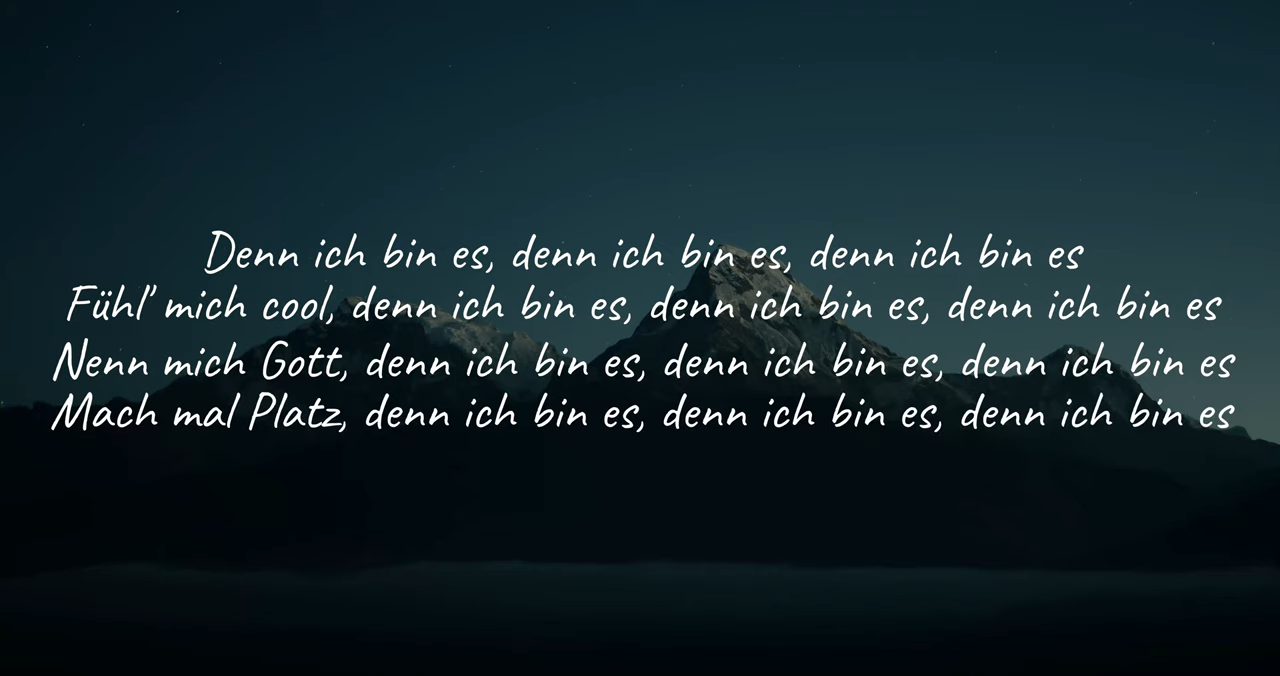 Denn ich bin es, denn ich bin es, denn ich bin es
Fühl' mich cool, denn ich bin es, denn ich bin es, denn ich bin es
Nenn mich Gott, denn ich bin es, denn ich bin es, denn ich bin es
Mach mal Platz, denn ich bin es, denn ich bin es, denn ich bin es